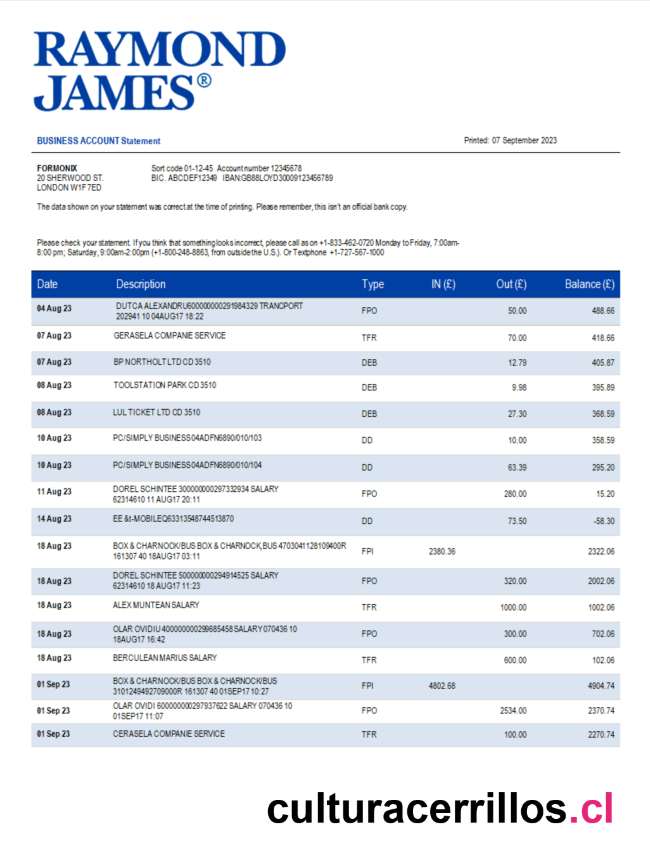 RAYMOND
JAMES®
BUSINESS ACCOUNT Statement Printed: 07 September 2023
FORMONIX Sort code 01-12-45 Account number 12345678
20 SHERWOOD ST. BIC. ABCDEF12349 IBAN:GB88LOYD30009123456789
LONDON W1F 7ED
The data shown on your statement was correct at the time of printing. Please remember, this isn't an official bank copy.
Please check your statement. If you think that something looks incorrect, please call as on +1-833-462-0720 Monday to Friday, 7:00am-
8:00 pm; Saturday, 9:00am-2:00pm (+1-800-248-8863, from outside the U.S.). Or Textphone +1-727-567-1000
Date Description Type IN (£) Out (£) Balance (£)
04 Aug 23 DUTCA ALEXANDRU600000000291984329 TRANCPORT
202941 10 04AUG17 18:22 FPO 50.00 488.66
07 Aug 23 GERASELA COMPANIE SERVICE TFR 70.00 418.66
07 Aug 23 BP NORTHOLT LTD CD 3510 DEB 12.79 405.87
08 Aug 23 TOOLSTATION PARK CD 3510 DEB 9.98 395.89
08 Aug 23 LUL TICKET LTD CD 3510 DEB 27.30 368.59
10 Aug 23 PC/SIMPLY BUSINESS04ADFN6890/010/103 DD 10.00 358.59
10 Aug 23 PC/SIMPLY BUSINESS04ADFN6890/010/104 DD 63.39 295.20
11 Aug 23 DOREL SCHINTEE 300000000297332934 SALARY
62314610 11 AUG17 20:11 FPO 280.00 15.20
14 Aug 23 EE &t-MOBILEQ63313548744513870 DD 73.50 -58.30
18 Aug 23 BOX & CHARNOCK/BUS BOX & CHARNOCK,BUS 4703041128109400R
161307 40 18AUG17 03:11 FPI 2380.36 2322.06
18 Aug 23 DOREL SCHINTEE 500000000294914525 SALARY
62314610 18 AUG17 11:23 FPO 320.00 2002.06
18 Aug 23 ALEX MUNTEAN SALARY TFR 1000.00 1002.06
18 Aug 23 OLAR OVIDIU 400000000299685458 SALARY 070436 10
18AUG17 16:42 FPO 300.00 702.06
18 Aug 23 BERCULEAN MARIUS SALARY TFR 600.00 102.06
01 Sep 23 BOX & CHARNOCK/BUS BOX & CHARNOCK/BUS
3101249492709000R 161307 40 01SEP17 10:27 FPI 4802.68 4904.74
01 Sep 23 OLAR OVIDI 600000000297937622 SALARY 070436 10
01SEP17 11:07 FPO 2534.00 2370.74
01 Sep 23 CERASELA COMPANIE SERVICE TFR 100.00 2270.74
culturacerrillos.cl